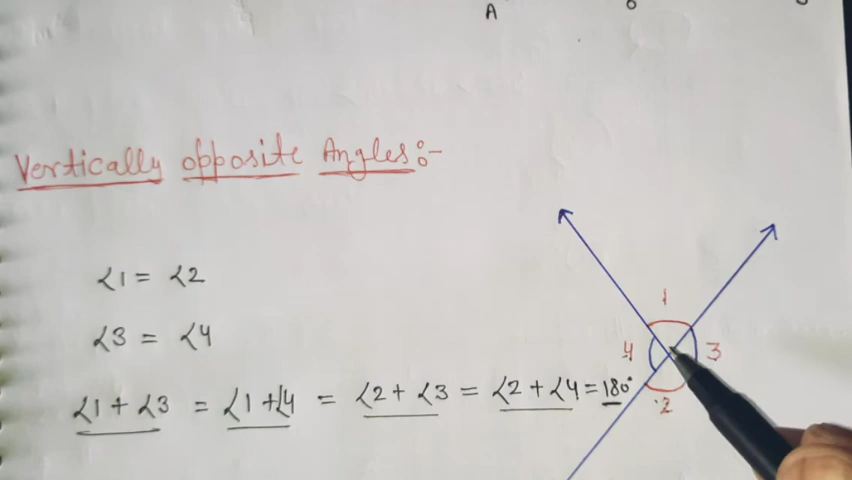 A
Vertically opposite Angles:-
∠1 = ∠2
∠3 = ∠4
∠1 + ∠3 = ∠1 + ∠4 = ∠2 + ∠3 = ∠2 + ∠4 = 180°
1
4
3
2